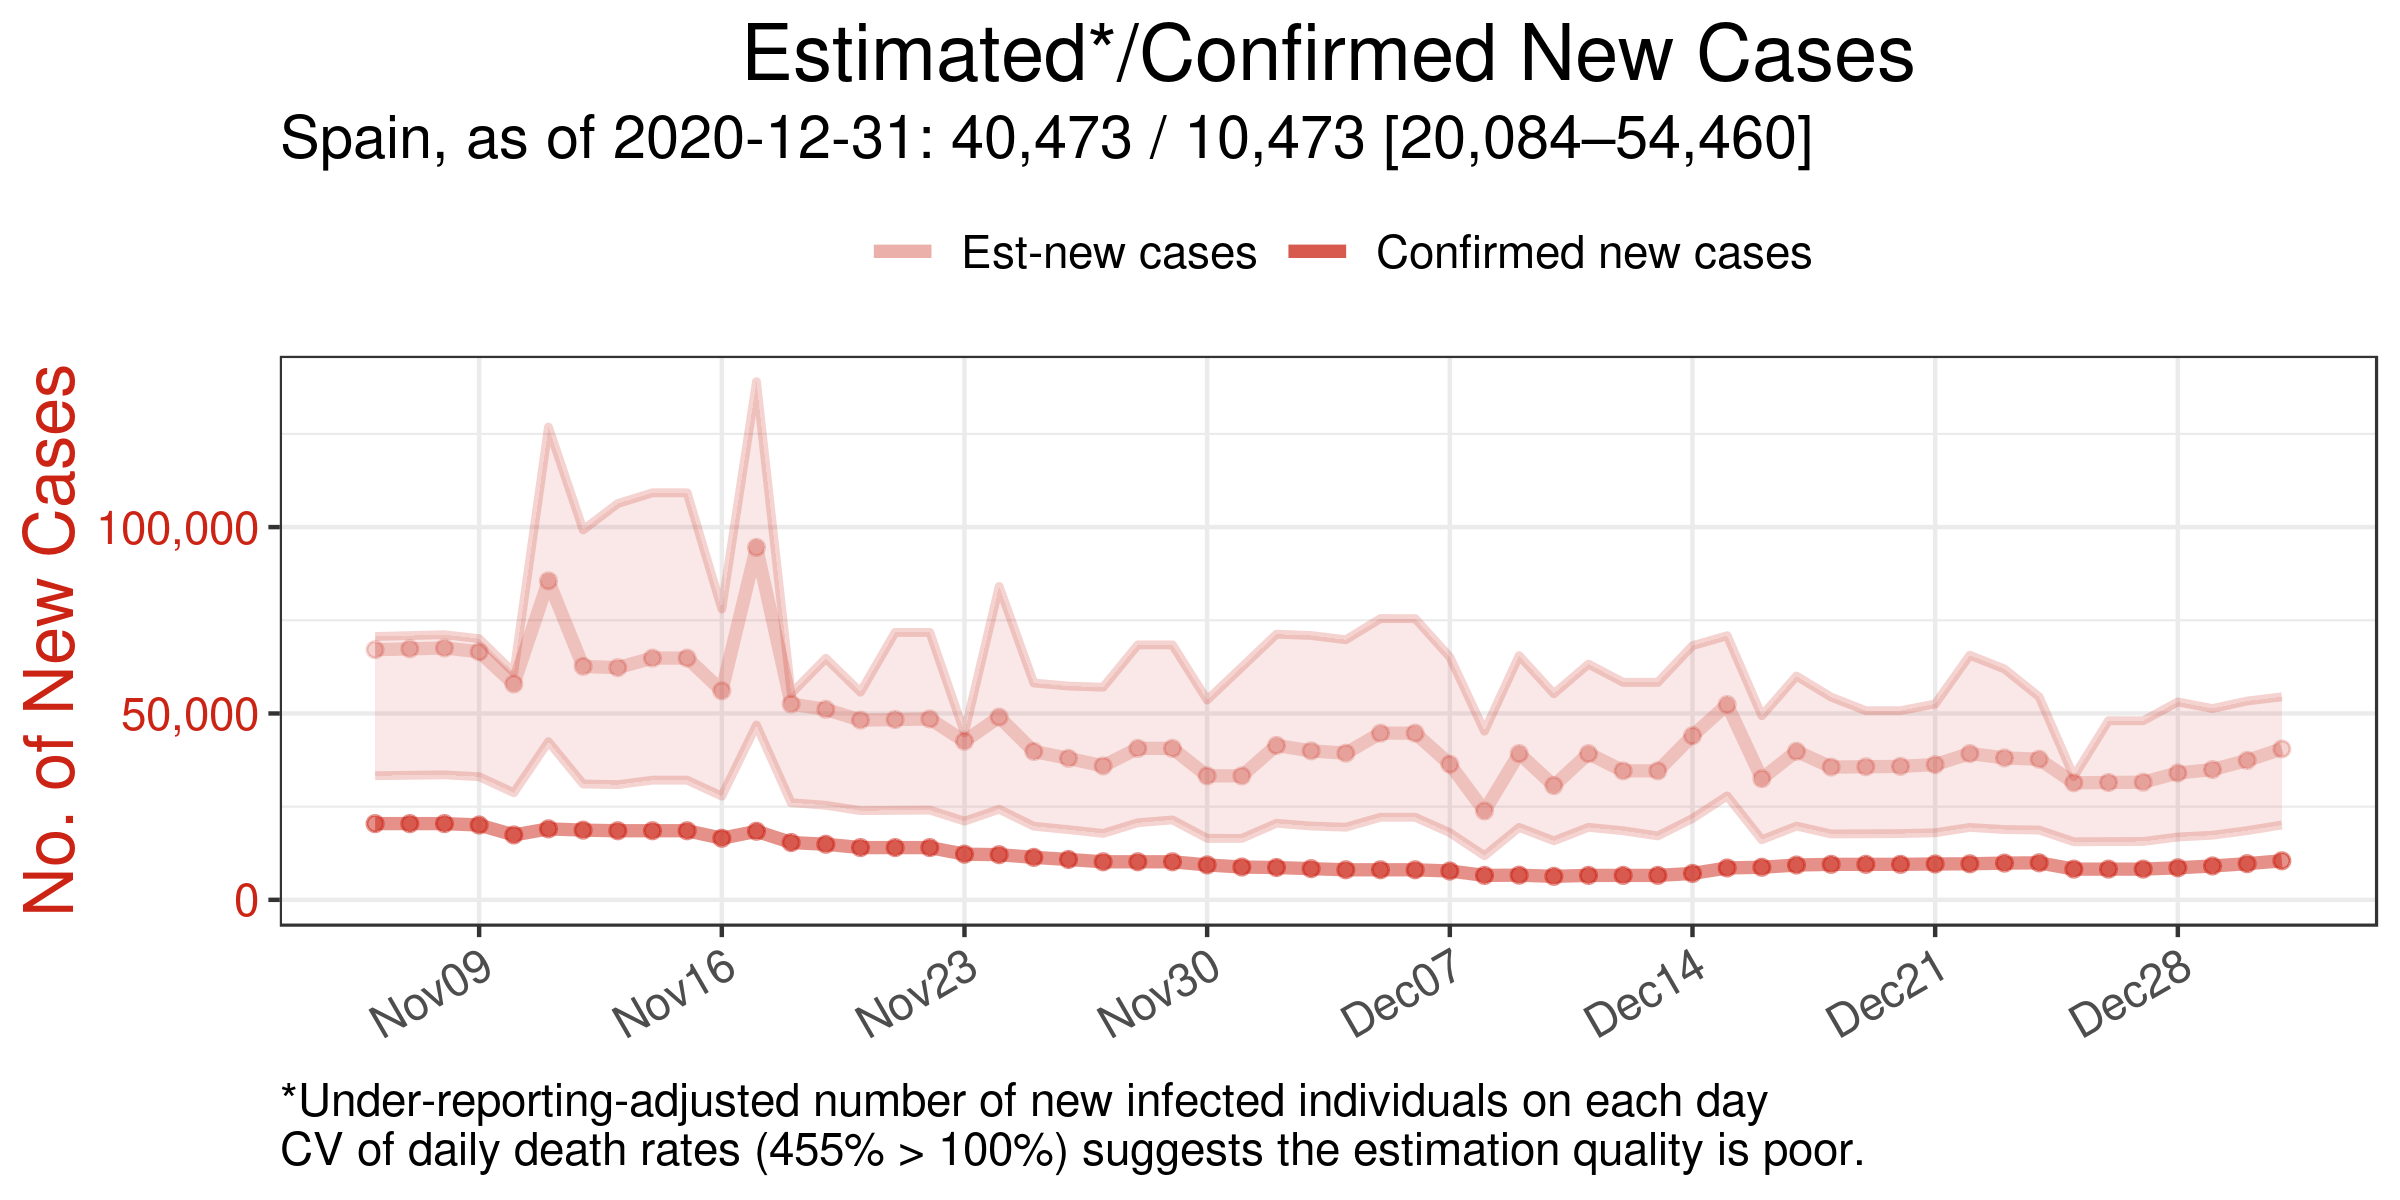 Estimated*/Confirmed New Cases
Spain, as of 2020-12-31: 40,473 / 10,473 [20,084–54,460]
Est-new cases
Confirmed new cases
No. of New Cases
100,000
50,000
0
Nov09
Nov16
Nov23
Nov30
Dec07
Dec14
Dec21
Dec28
*Under-reporting-adjusted number of new infected individuals on each day
CV of daily death rates (455% > 100%) suggests the estimation quality is poor.